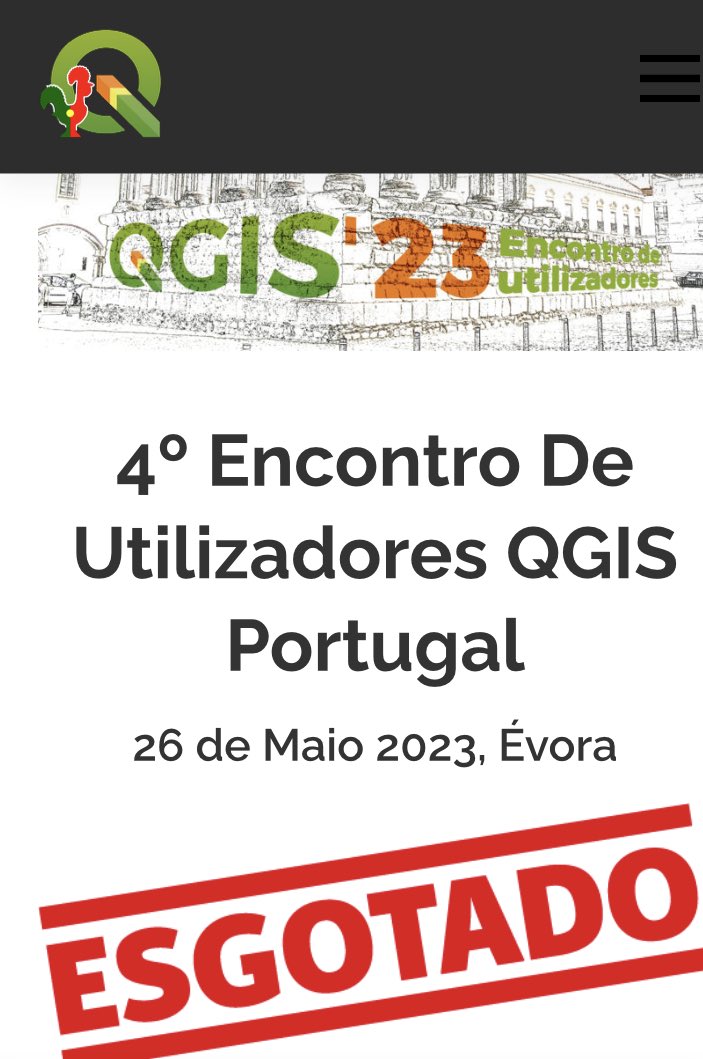 QGIS'23 Encontro de
utilizadores
4º Encontro De
Utilizadores QGIS
Portugal
26 de Maio 2023, Évora
ESGOTADO